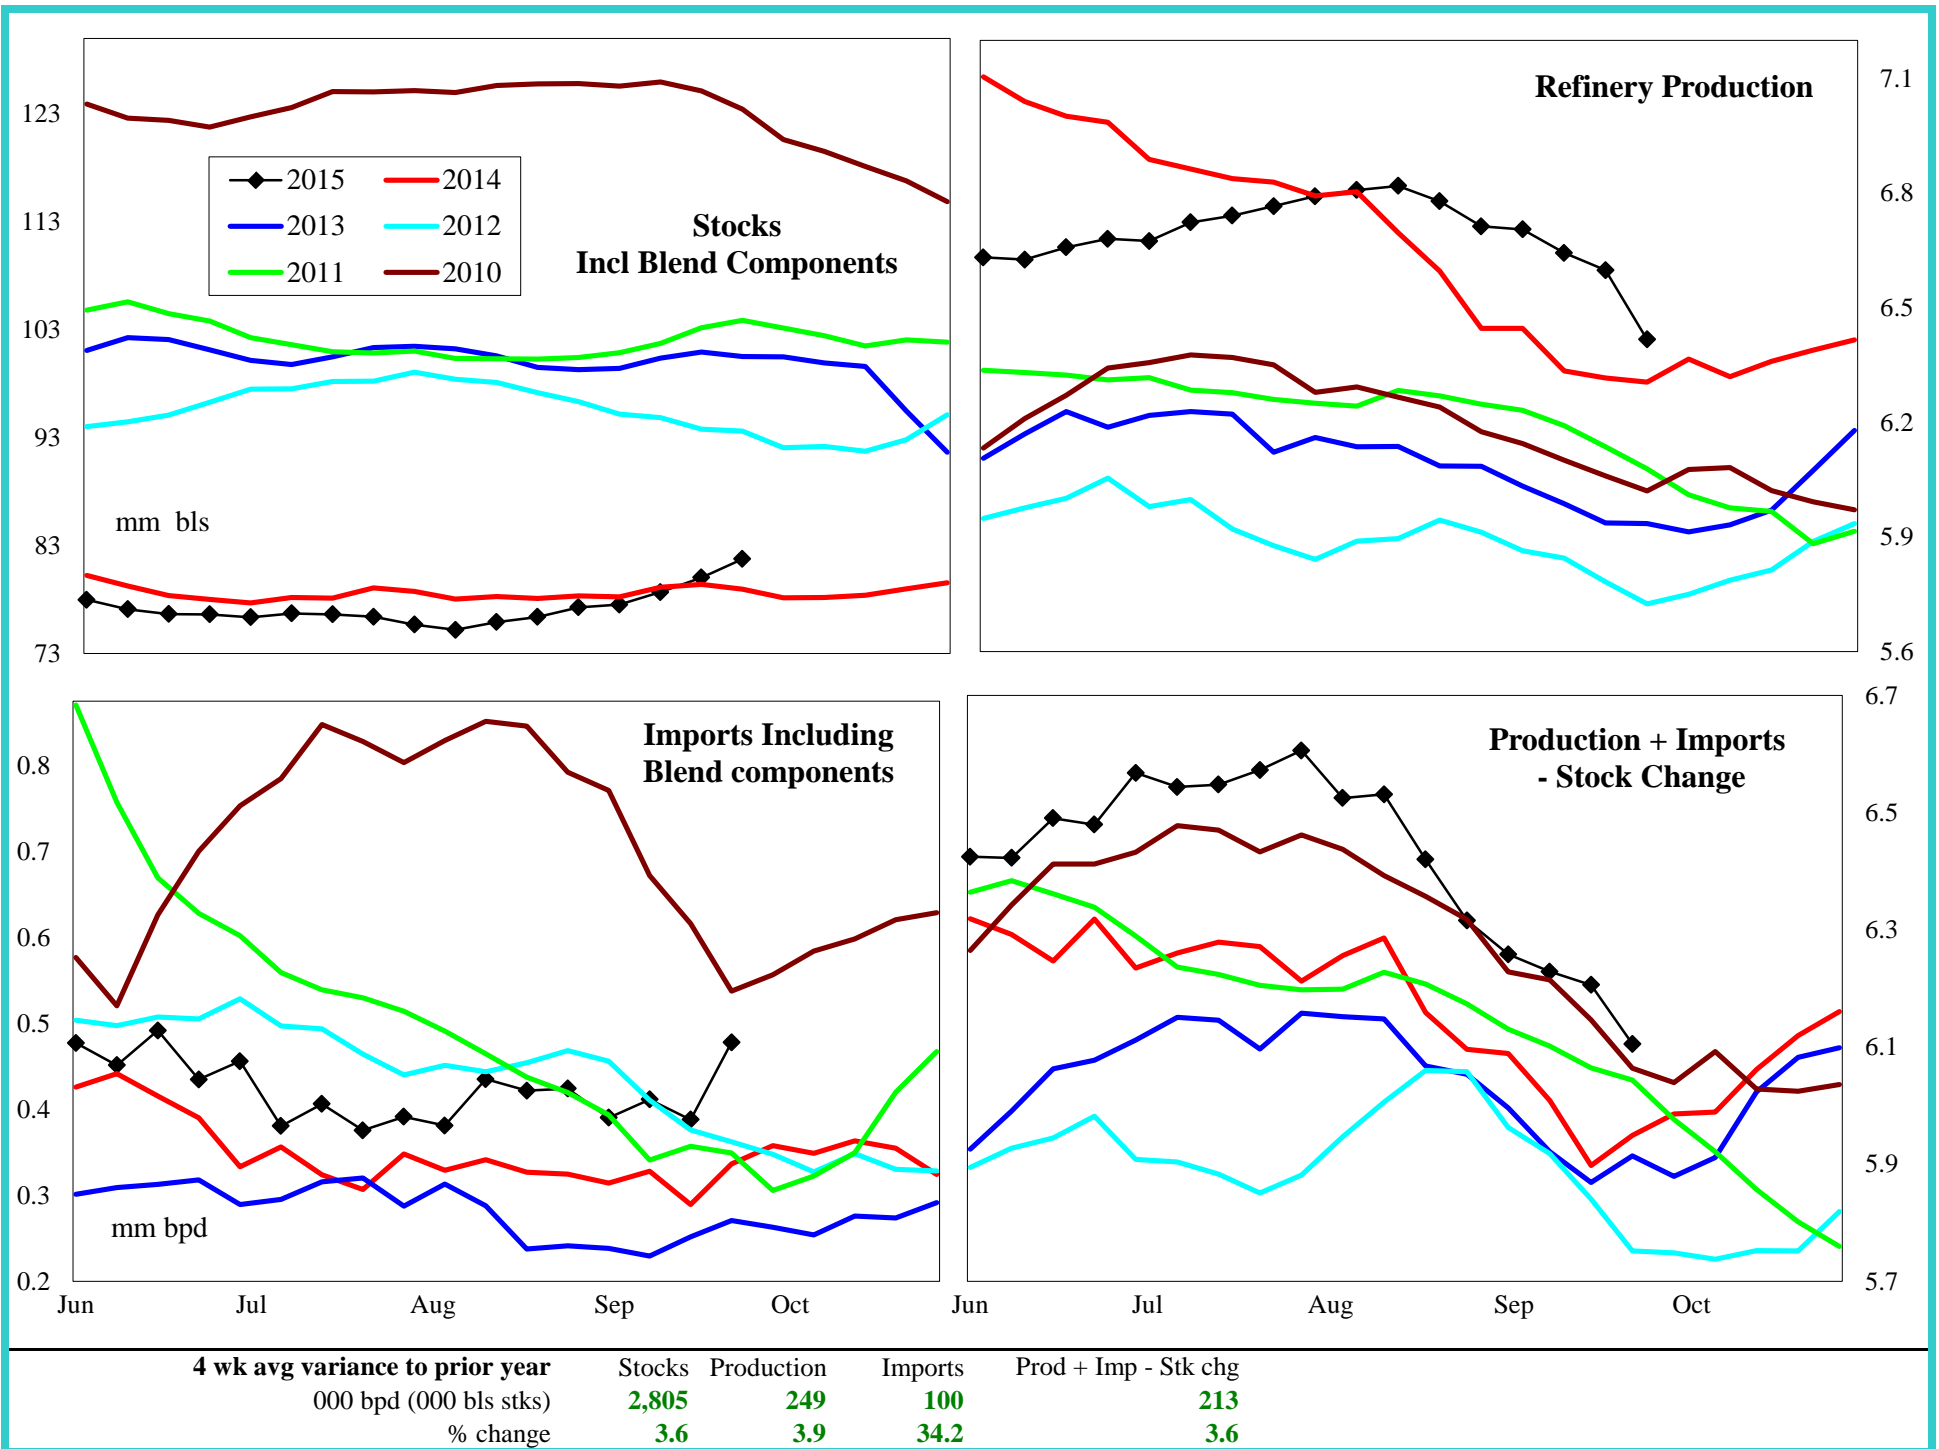 123
113
103
93
83
73
2015 2014
2013 2012
2011 2010
Stocks
Incl Blend Components
mm bls
Refinery Production
7.1
6.8
6.5
6.2
5.9
5.6
0.8
0.7
0.6
0.5
0.4
0.3
0.2
Imports Including
Blend components
mm bpd
Jun Jul Aug Sep Oct
Production + Imports
- Stock Change
6.7
6.5
6.3
6.1
5.9
5.7
Jun Jul Aug Sep Oct
4 wk avg variance to prior year Stocks Production Imports Prod + Imp - Stk chg
000 bpd (000 bls stks) 2,805 249 100 213
% change 3.6 3.9 34.2 3.6